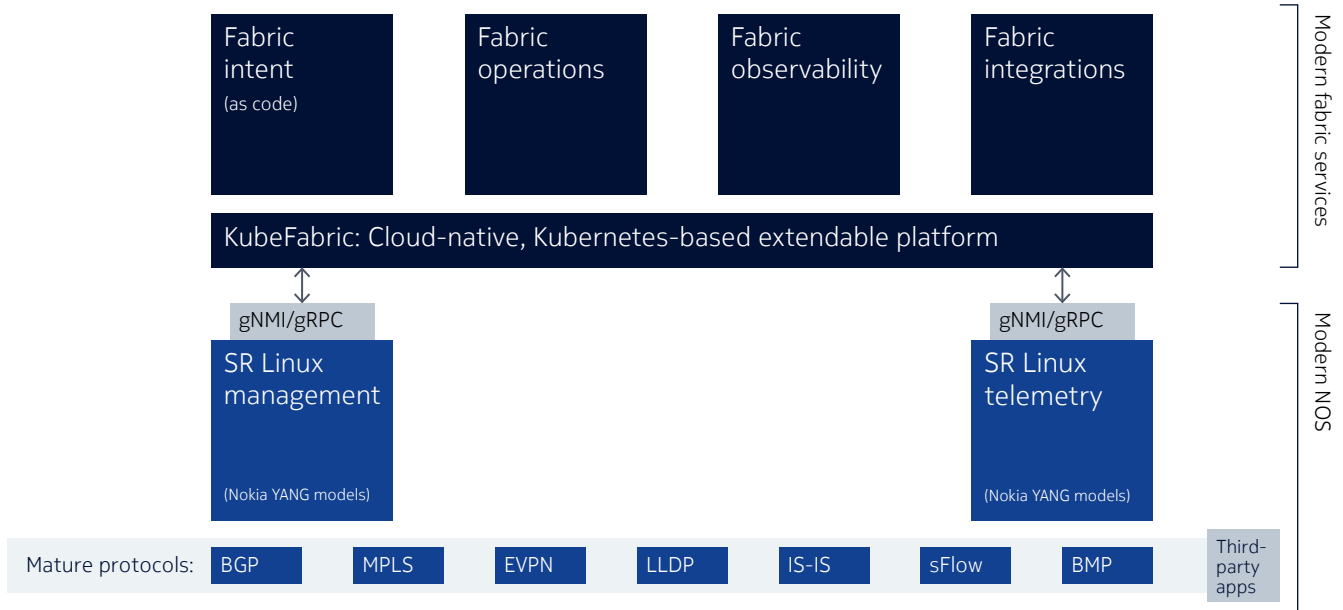 Fabric
intent
(as code)
Fabric
operations
Fabric
observability
Fabric
integrations
Modern fabric services
KubeFabric: Cloud-native, Kubernetes-based extendable platform
gNMI/gRPC
gNMI/gRPC
SR Linux
management
(Nokia YANG models)
SR Linux
telemetry
(Nokia YANG models)
Modern NOS
Mature protocols:
BGP
MPLS
EVPN
LLDP
IS-IS
sFlow
BMP
Third-
party
apps